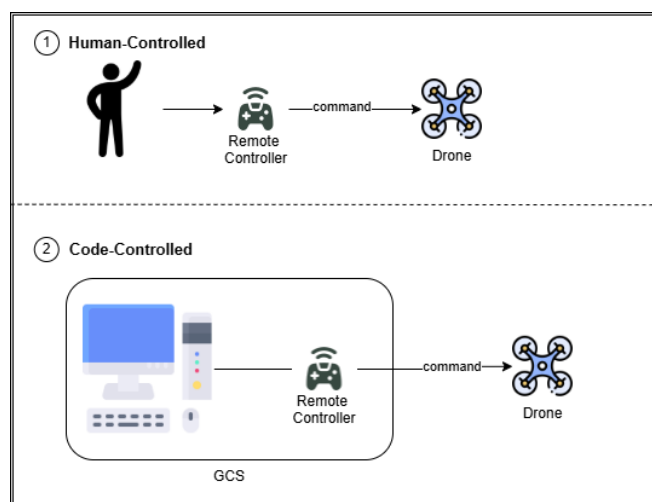 1 Human-Controlled
command
Remote
Controller
Drone
2 Code-Controlled
command
Remote
Controller
Drone
GCS